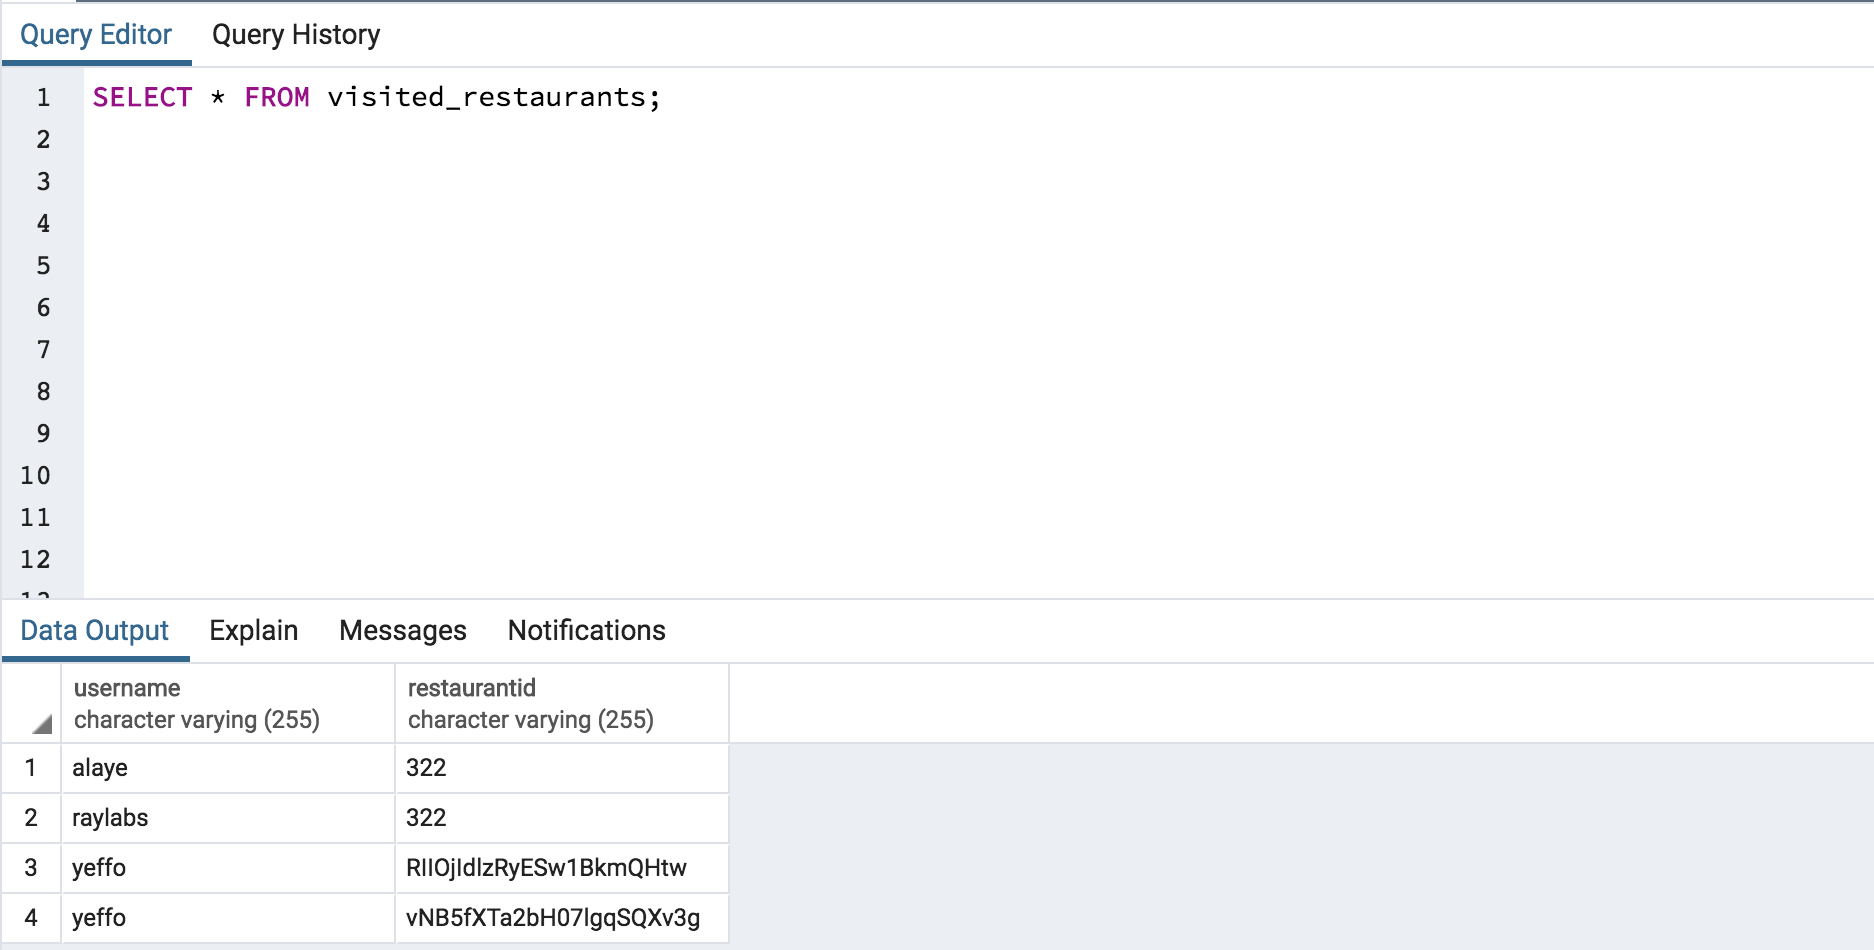 Query Editor Query History
1 SELECT * FROM visited_restaurants;
2
3
4
5
6
7
8
9
10
11
12
Data Output Explain Messages Notifications
username restaurantid
character varying (255) character varying (255)
1 alaye 322
2 raylabs 322
3 yeffo RIIOjIdlzRyESw1BkmQHtw
4 yeffo vNB5fXTa2bH07lgqSQXv3g